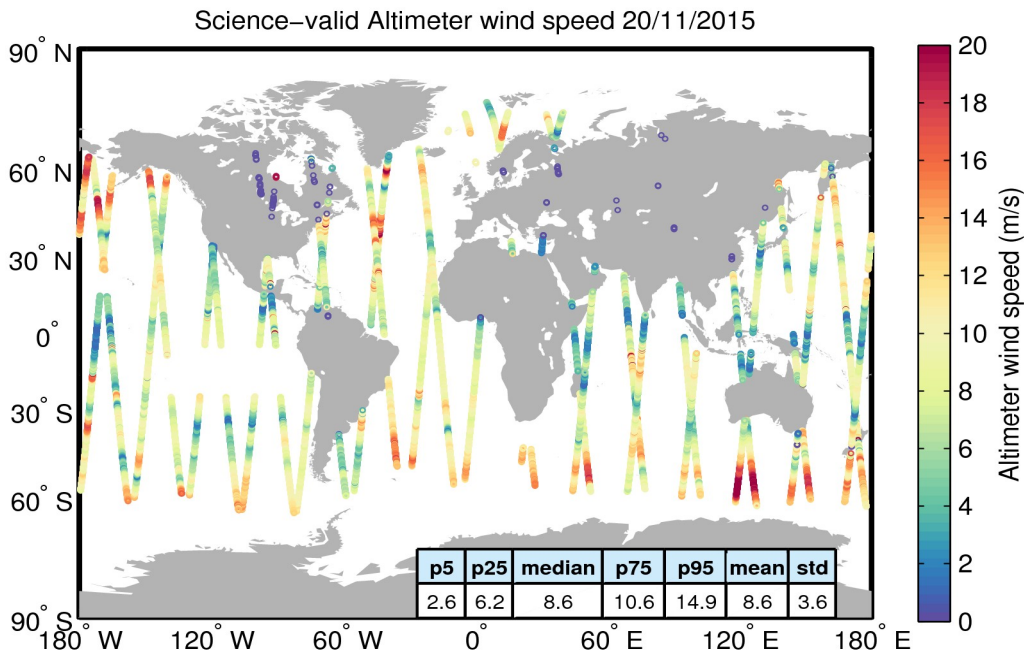 Science−valid Altimeter wind speed 20/11/2015
90° N
60° N
30° N
0°
30° S
60° S
90° S
180° W
120° W
60° W
0°
60° E
120° E
180° E
p5 p25 median p75 p95 mean std
2.6 6.2 8.6 10.6 14.9 8.6 3.6
20
18
16
14
12
10
8
6
4
2
0
Altimeter wind speed (m/s)